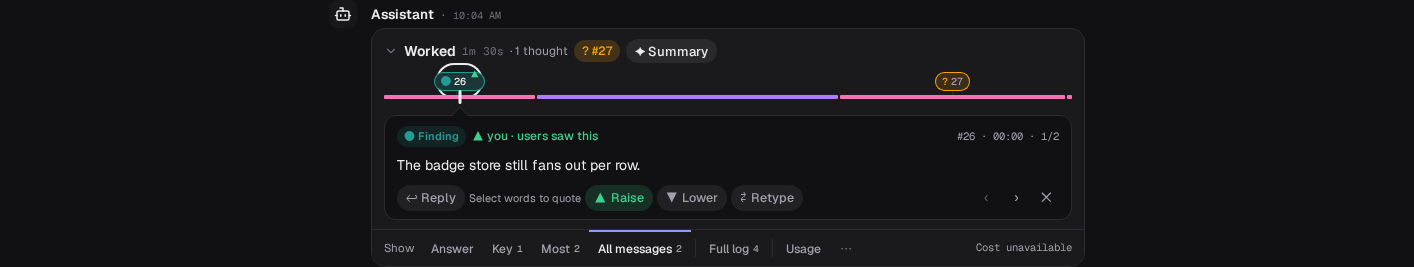 Assistant · 10:04 AM
Worked 1m 30s · 1 thought ? #27 Summary
26 ? 27
Finding you · users saw this #26 · 00:00 · 1/2
The badge store still fans out per row.
Reply Select words to quote Raise Lower Retype
Show Answer Key 1 Most 2 All messages 2 Full log 4 Usage ··· Cost unavailable